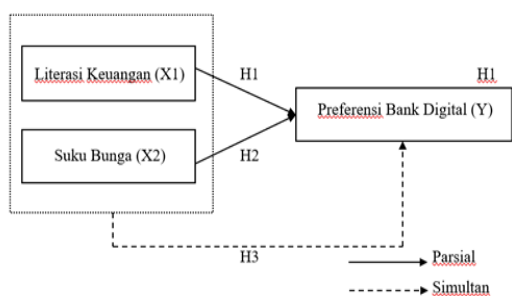 Literasi Keuangan (X1)
H1
H1
Preferensi Bank Digital (Y)
Suku Bunga (X2)
H2
H3
Parsial
Simultan